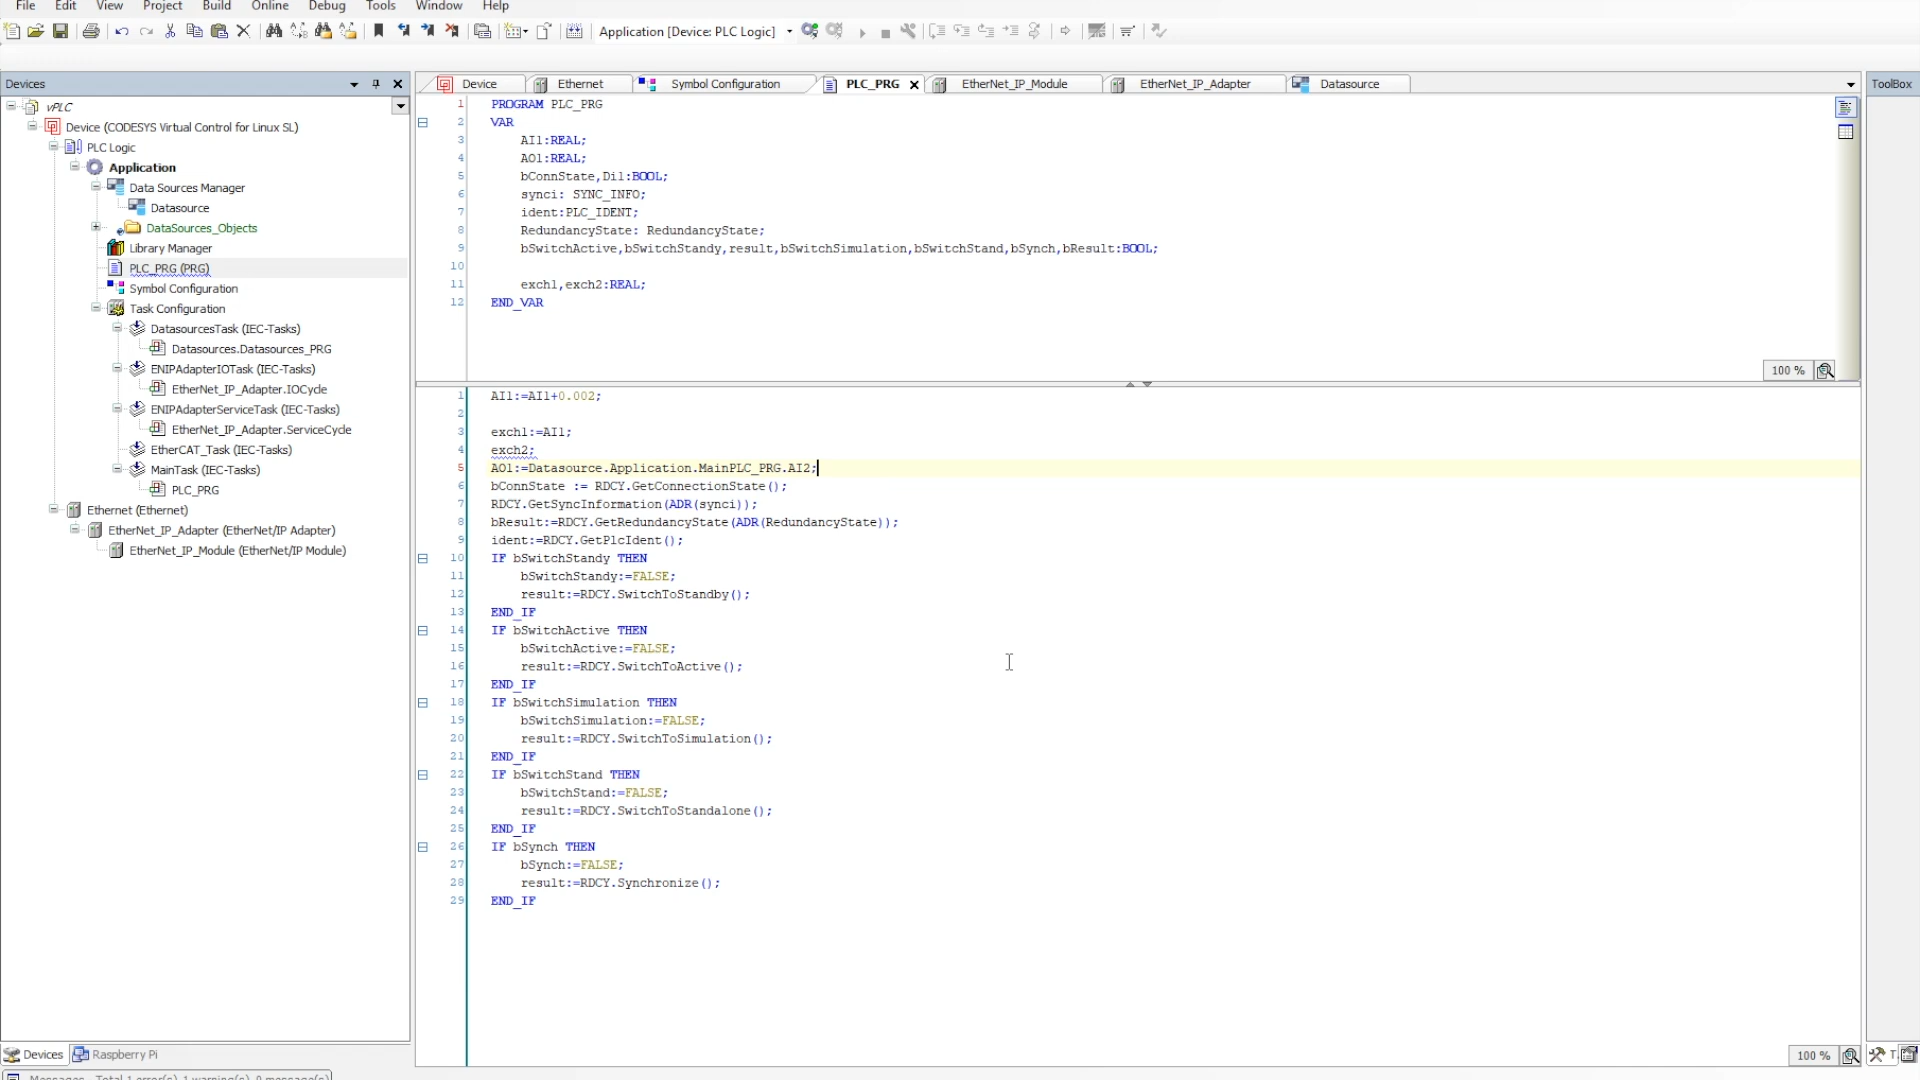 File Edit View Project Build Online Debug Tools Window Help
Application [Device: PLC Logic]
Devices
vPLC
Device (CODESYS Virtual Control for Linux SL)
PLC Logic
Application
Data Sources Manager
Datasource
DataSources_Objects
Library Manager
PLC_PRG (PRG)
Symbol Configuration
Task Configuration
DatasourcesTask (IEC-Tasks)
Datasources.Datasources_PRG
ENIPAdapterIOTask (IEC-Tasks)
EtherNet_IP_Adapter.IOCycle
ENIPAdapterServiceTask (IEC-Tasks)
EtherNet_IP_Adapter.ServiceCycle
EtherCAT_Task (IEC-Tasks)
MainTask (IEC-Tasks)
PLC_PRG
Ethernet (Ethernet)
EtherNet_IP_Adapter (EtherNet/IP Adapter)
EtherNet_IP_Module (EtherNet/IP Module)
Devices Raspberry Pi
Messages - Total 1 error(s), 1 warning(s), 9 message(s)
Device Ethernet Symbol Configuration PLC_PRG EtherNet_IP_Module EtherNet_IP_Adapter Datasource
ToolBox
1 PROGRAM PLC_PRG
2 VAR
3 AI1:REAL;
4 AO1:REAL;
5 bConnState,Di1:BOOL;
6 synci: SYNC_INFO;
7 ident:PLC_IDENT;
8 RedundancyState: RedundancyState;
9 bSwitchActive,bSwitchStandy,result,bSwitchSimulation,bSwitchStand,bSynch,bResult:BOOL;
10
11 exch1,exch2:REAL;
12 END_VAR
100 %
1 AI1:=AI1+0.002;
2
3 exch1:=AI1;
4 exch2;
5 AO1:=Datasource.Application.MainPLC_PRG.AI2;
6 bConnState := RDCY.GetConnectionState();
7 RDCY.GetSyncInformation(ADR(synci));
8 bResult:=RDCY.GetRedundancyState(ADR(RedundancyState));
9 ident:=RDCY.GetPlcIdent();
10 IF bSwitchStandy THEN
11 bSwitchStandy:=FALSE;
12 result:=RDCY.SwitchToStandby();
13 END_IF
14 IF bSwitchActive THEN
15 bSwitchActive:=FALSE;
16 result:=RDCY.SwitchToActive();
17 END_IF
18 IF bSwitchSimulation THEN
19 bSwitchSimulation:=FALSE;
20 result:=RDCY.SwitchToSimulation();
21 END_IF
22 IF bSwitchStand THEN
23 bSwitchStand:=FALSE;
24 result:=RDCY.SwitchToStandalone();
25 END_IF
26 IF bSynch THEN
27 bSynch:=FALSE;
28 result:=RDCY.Synchronize();
29 END_IF
100 %